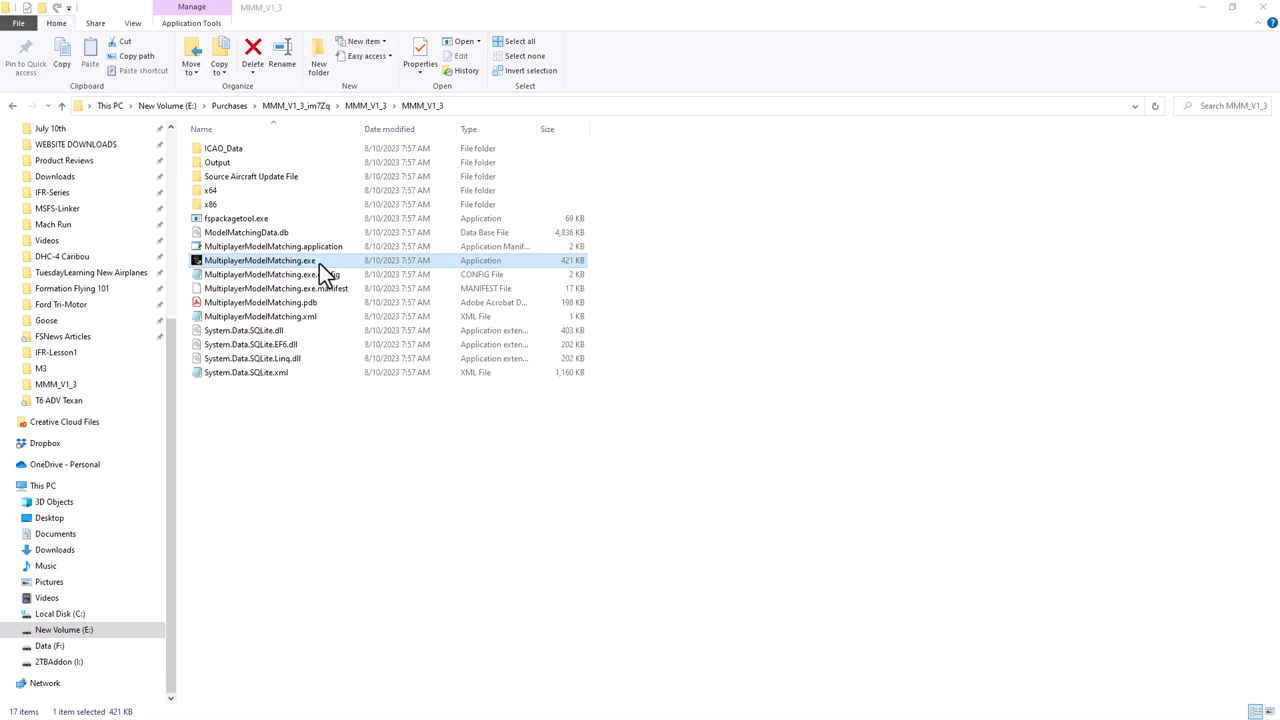 Manage
MMM_V1_3
File
Home
Share
View
Application Tools
Pin to Quick access
Copy
Paste
Cut
Copy path
Paste shortcut
Clipboard
Move to
Copy to
Delete
Rename
Organize
New folder
New item
Easy access
New
Properties
Open
Edit
History
Open
Select all
Select none
Invert selection
Select
This PC > New Volume (E:) > Purchases > MMM_V1_3_im7Zq > MMM_V1_3 > MMM_V1_3
Search MMM_V1_3
July 10th
WEBSITE DOWNLOADS
Product Reviews
Downloads
IFR-Series
MSFS-Linker
Mach Run
Videos
DHC-4 Caribou
TuesdayLearning New Airplanes
Formation Flying 101
Ford Tri-Motor
Goose
FSNews Articles
IFR-Lesson1
M3
MMM_V1_3
T6 ADV Texan
Creative Cloud Files
Dropbox
OneDrive - Personal
This PC
3D Objects
Desktop
Documents
Downloads
Music
Pictures
Videos
Local Disk (C:)
New Volume (E:)
Data (F:)
2TBAddon (I:)
Network
Name Date modified Type Size
ICAO_Data 8/10/2023 7:57 AM File folder
Output 8/10/2023 7:57 AM File folder
Source Aircraft Update File 8/10/2023 7:57 AM File folder
x64 8/10/2023 7:57 AM File folder
x86 8/10/2023 7:57 AM File folder
fspackagetool.exe 8/10/2023 7:57 AM Application 69 KB
ModelMatchingData.db 8/10/2023 7:57 AM Data Base File 4,836 KB
MultiplayerModelMatching.application 8/10/2023 7:57 AM Application Manif... 2 KB
MultiplayerModelMatching.exe 8/10/2023 7:57 AM Application 421 KB
MultiplayerModelMatching.exe.config 8/10/2023 7:57 AM CONFIG File 2 KB
MultiplayerModelMatching.exe.manifest 8/10/2023 7:57 AM MANIFEST File 17 KB
MultiplayerModelMatching.pdb 8/10/2023 7:57 AM Adobe Acrobat D... 198 KB
MultiplayerModelMatching.xml 8/10/2023 7:57 AM XML File 1 KB
System.Data.SQLite.dll 8/10/2023 7:57 AM Application exten... 403 KB
System.Data.SQLite.EF6.dll 8/10/2023 7:57 AM Application exten... 202 KB
System.Data.SQLite.Linq.dll 8/10/2023 7:57 AM Application exten... 202 KB
System.Data.SQLite.xml 8/10/2023 7:57 AM XML File 1,160 KB
17 items 1 item selected 421 KB